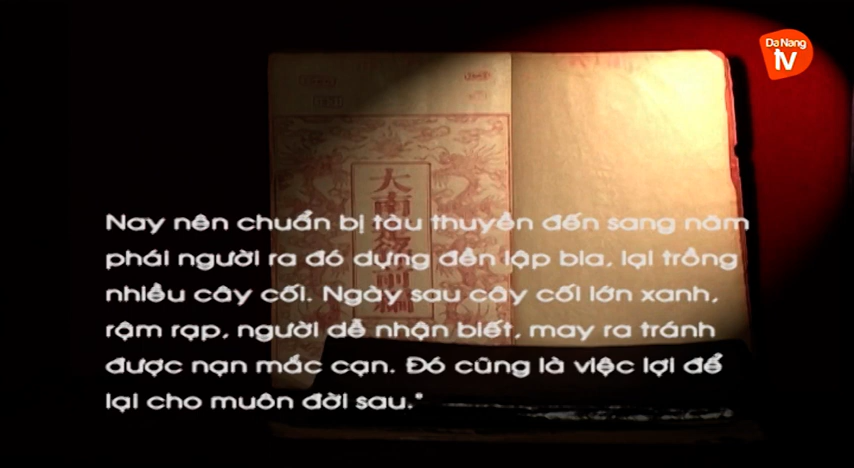 Da Nang
tv
Nay nên chuẩn bị tàu thuyền đến sang năm
phái người ra đó dựng đền lập bia, lại trồng
nhiều cây cối. Ngày sau cây cối lớn xanh,
rậm rạp, người dễ nhận biết, may ra tránh
được nạn mắc cạn. Đó cũng là việc lợi để
lại cho muôn đời sau."
大
南